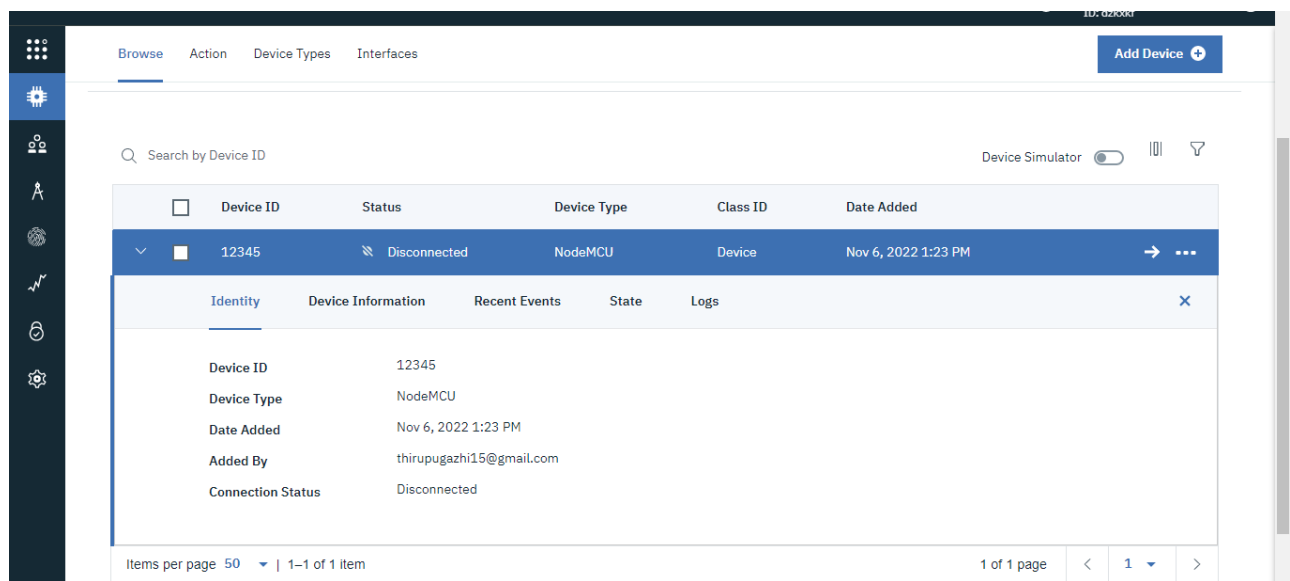 ID: dzkxkf
Browse Action Device Types Interfaces Add Device
Search by Device ID Device Simulator
Device ID Status Device Type Class ID Date Added
12345 Disconnected NodeMCU Device Nov 6, 2022 1:23 PM
Identity Device Information Recent Events State Logs
Device ID 12345
Device Type NodeMCU
Date Added Nov 6, 2022 1:23 PM
Added By thirupugazhi15@gmail.com
Connection Status Disconnected
Items per page 50 | 1–1 of 1 item 1 of 1 page 1